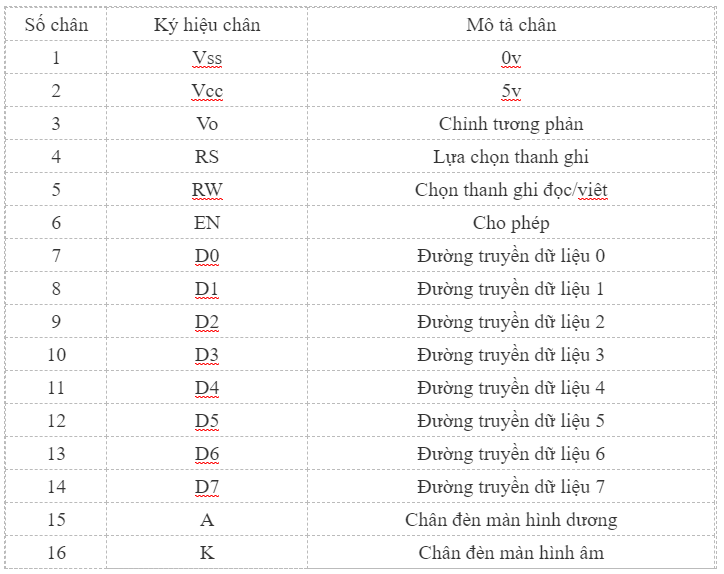 Số chân Ký hiệu chân Mô tả chân
1 Vss 0v
2 Vcc 5v
3 Vo Chỉnh tương phản
4 RS Lựa chọn thanh ghi
5 RW Chọn thanh ghi đọc/viêt
6 EN Cho phép
7 D0 Đường truyền dữ liệu 0
8 D1 Đường truyền dữ liệu 1
9 D2 Đường truyền dữ liệu 2
10 D3 Đường truyền dữ liệu 3
11 D4 Đường truyền dữ liệu 4
12 D5 Đường truyền dữ liệu 5
13 D6 Đường truyền dữ liệu 6
14 D7 Đường truyền dữ liệu 7
15 A Chân đèn màn hình dương
16 K Chân đèn màn hình âm